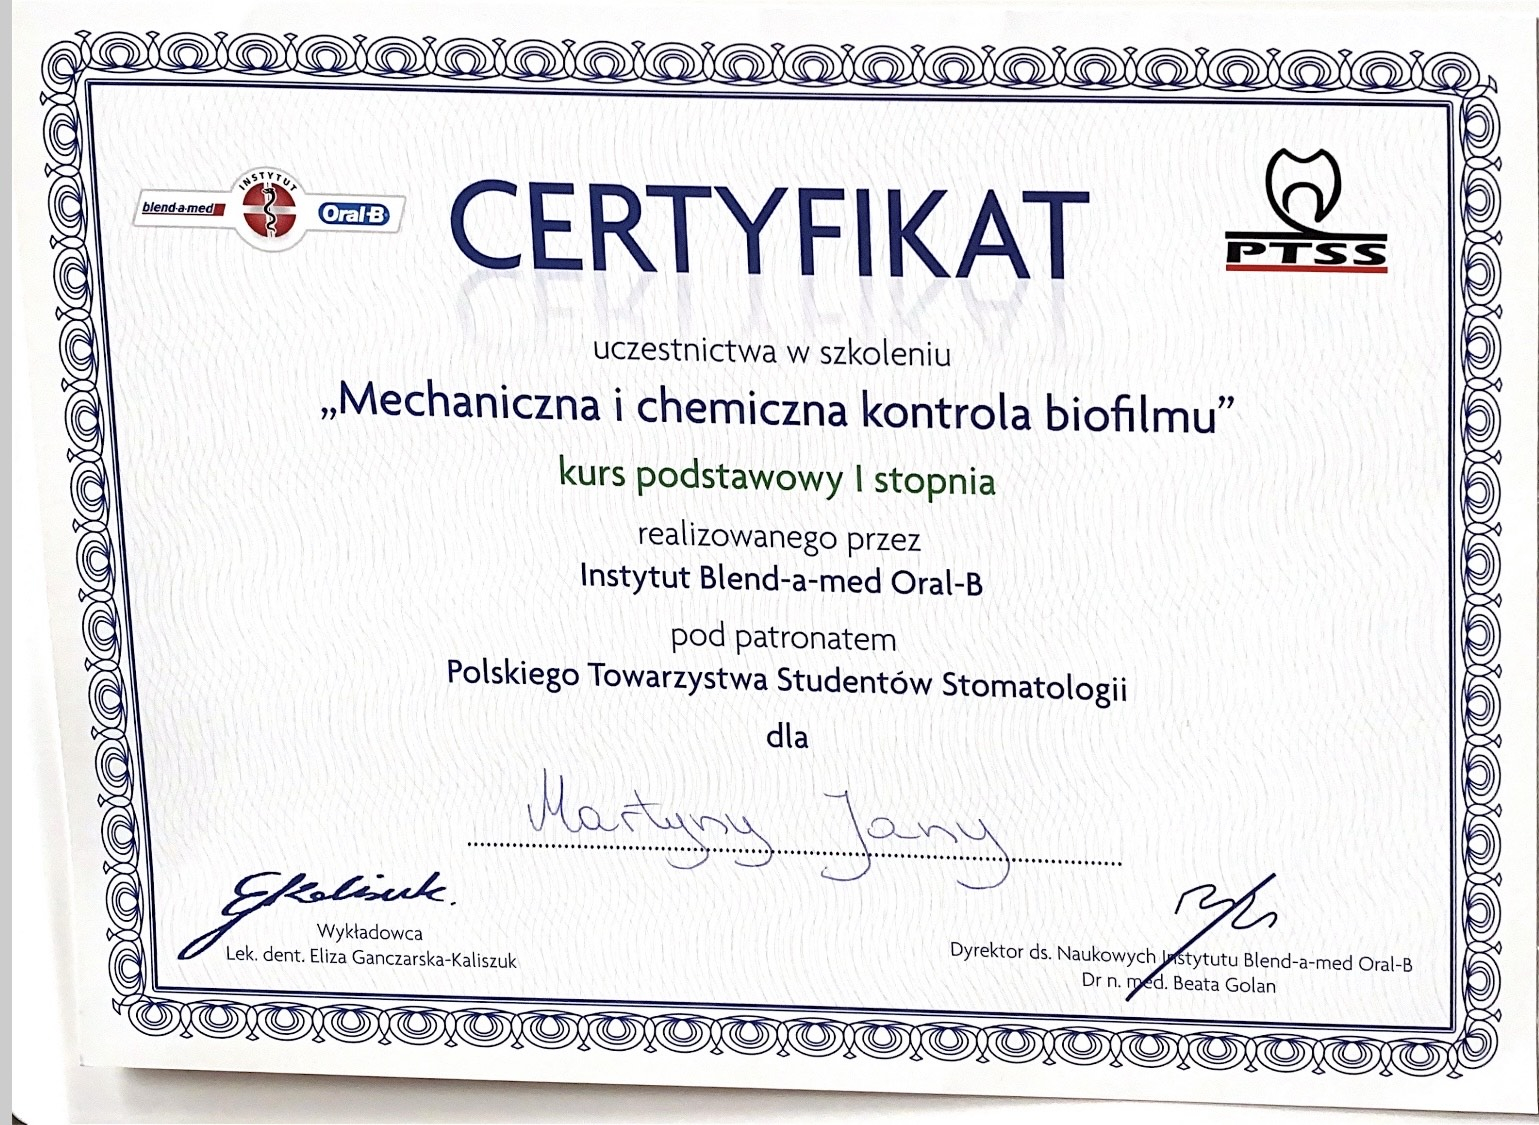 blend-a-med
INSTYTUT
Oral-B
CERTYFIKAT
PTSS
uczestnictwa w szkoleniu
„Mechaniczna i chemiczna kontrola biofilmu”
kurs podstawowy I stopnia
realizowanego przez
Instytut Blend-a-med Oral-B
pod patronatem
Polskiego Towarzystwa Studentów Stomatologii
dla
Martyny Jany
EKaliszuk.
Wykładowca
Lek. dent. Eliza Ganczarska-Kaliszuk
Dyrektor ds. Naukowych Instytutu Blend-a-med Oral-B
Dr n. med. Beata Golan